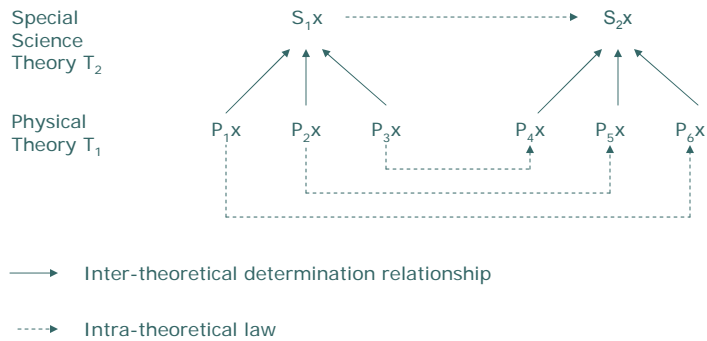 Special
Science
Theory T₂
S₁x
S₂x
Physical
Theory T₁
P₁x
P₂x
P₃x
P₄x
P₅x
P₆x
Inter-theoretical determination relationship
Intra-theoretical law